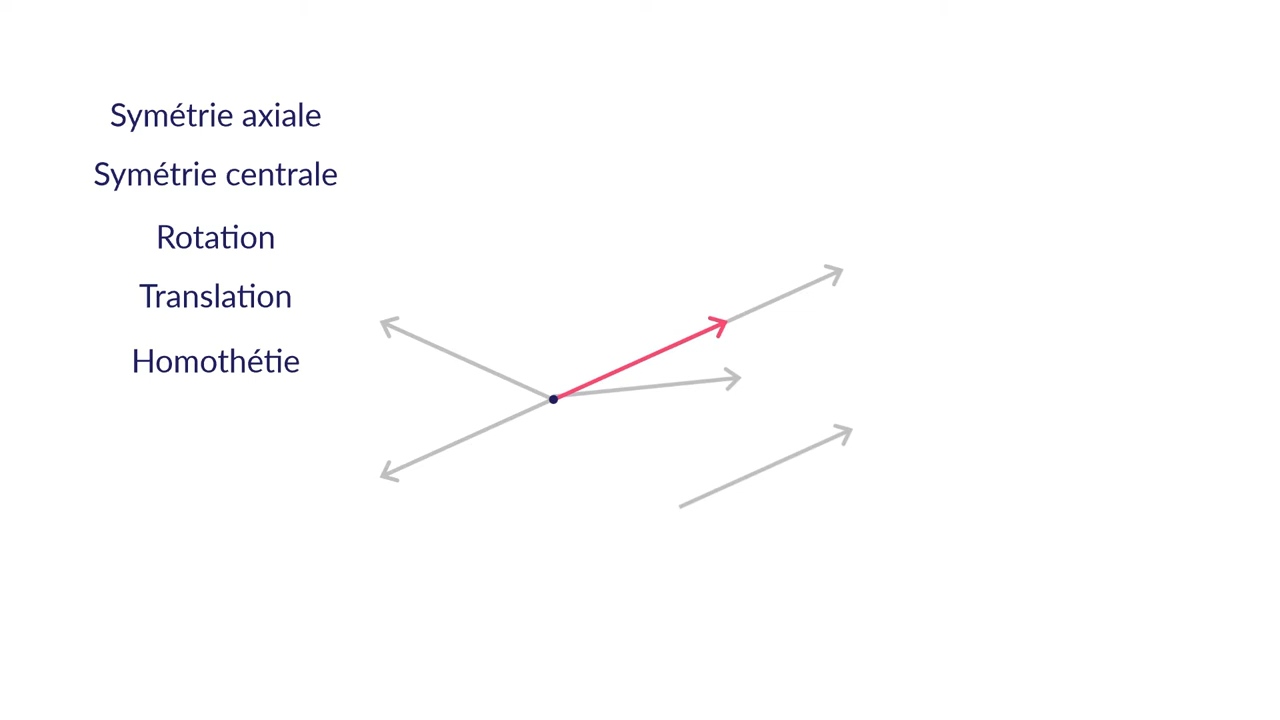 Symétrie axiale
Symétrie centrale
Rotation
Translation
Homothétie